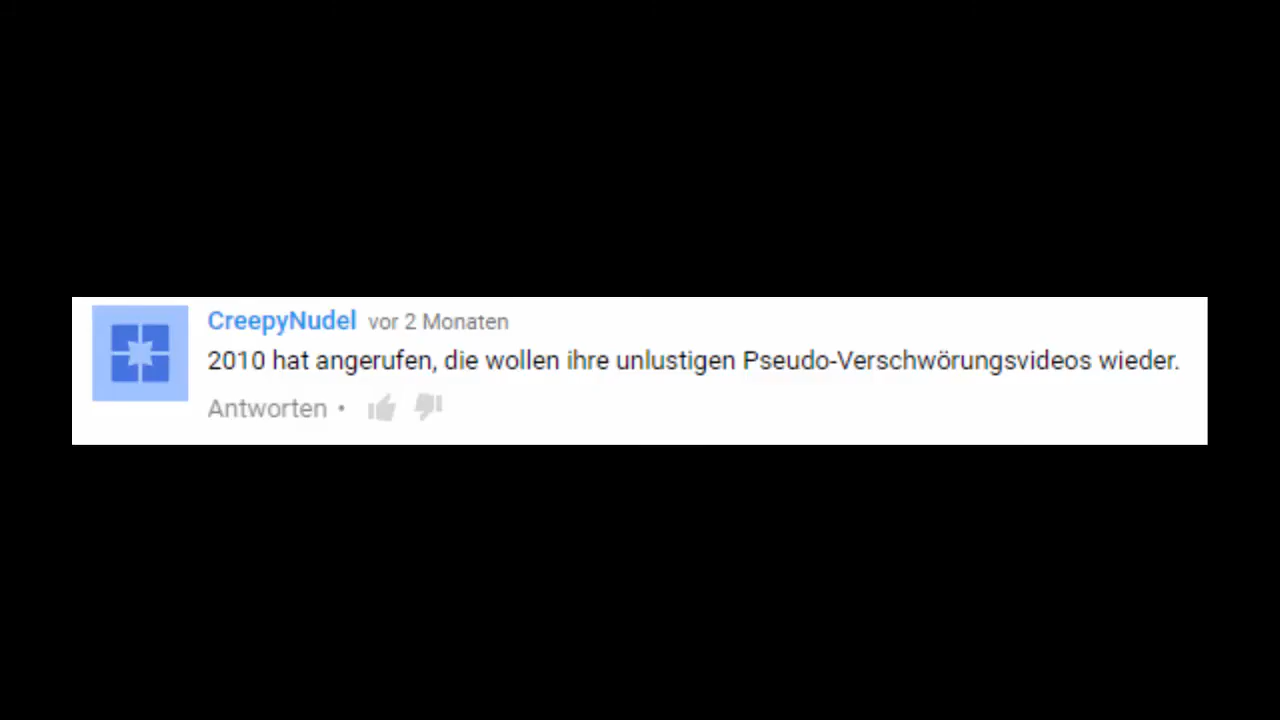 CreepyNudel vor 2 Monaten
2010 hat angerufen, die wollen ihre unlustigen Pseudo-Verschwörungsvideos wieder.
Antworten •